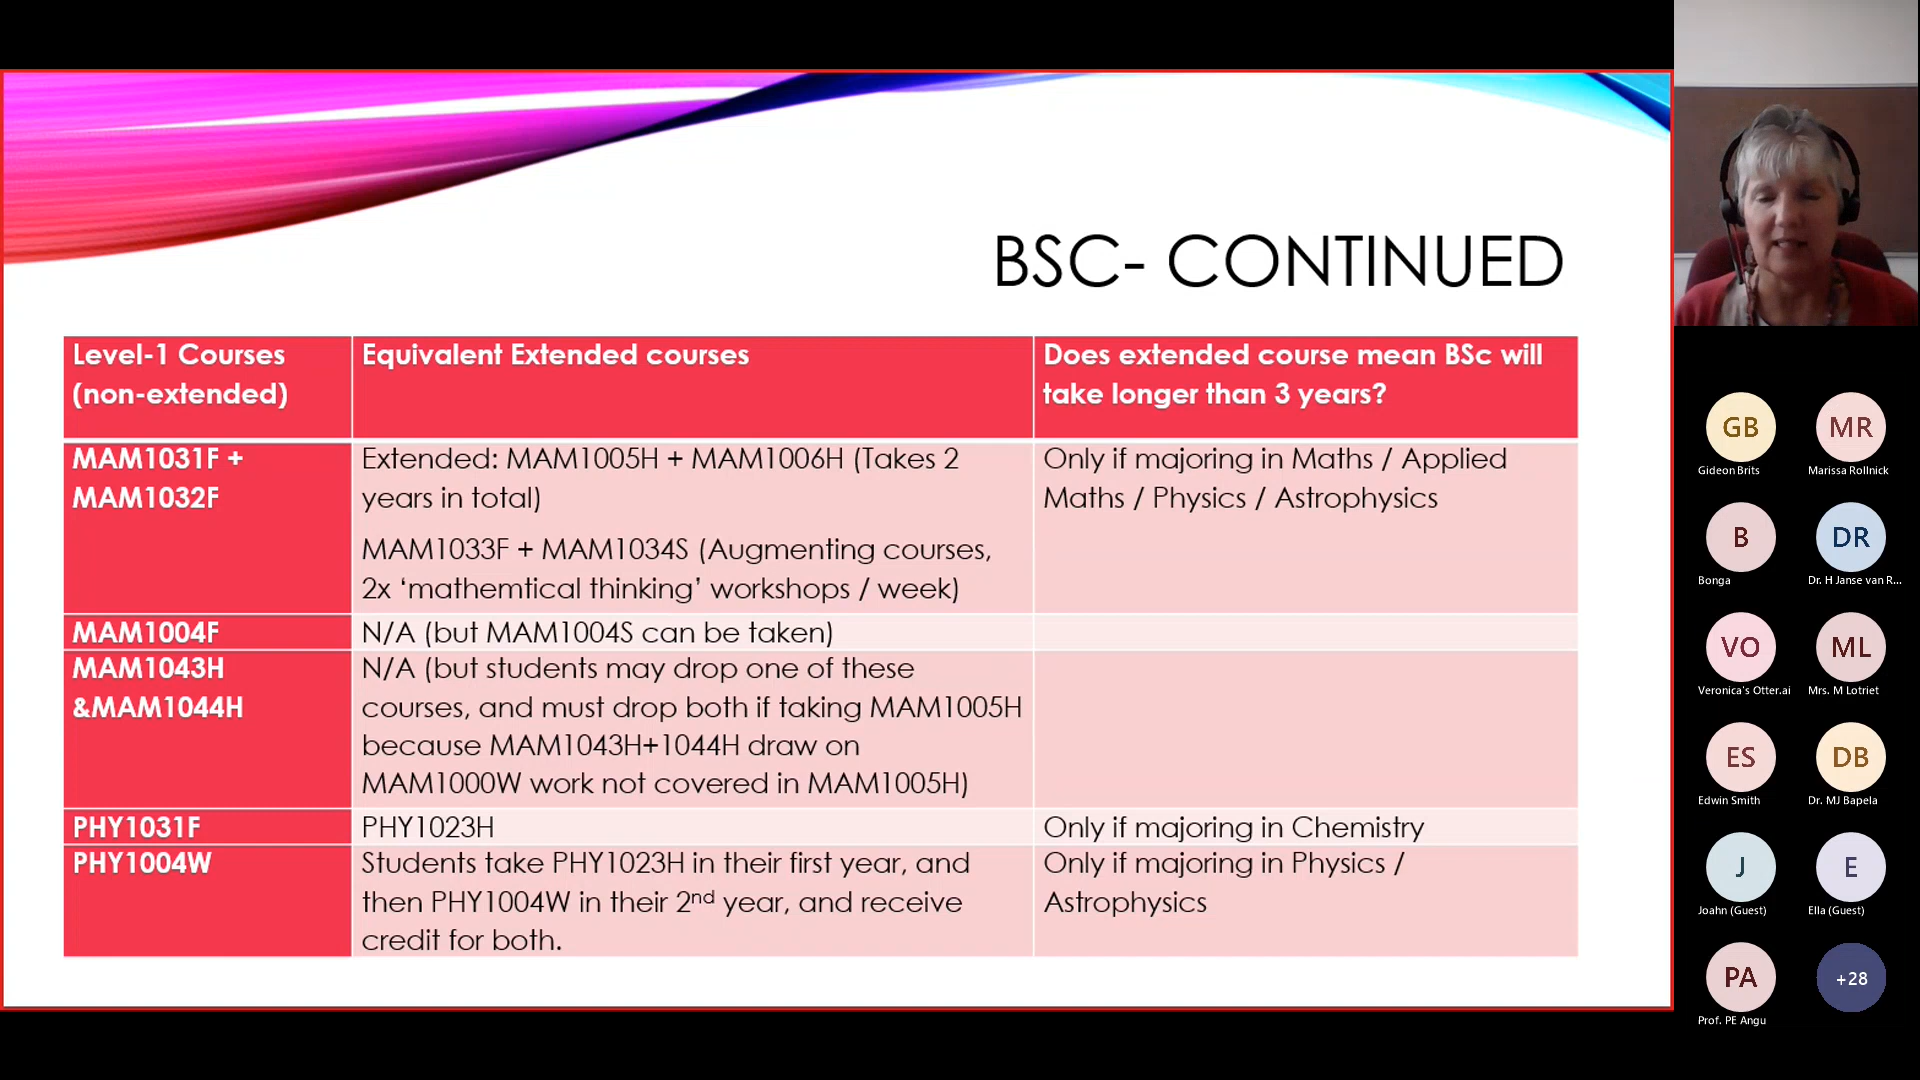 BSC- CONTINUED
Level-1 Courses
(non-extended)
Equivalent Extended courses
Does extended course mean BSc will
take longer than 3 years?
MAM1031F +
MAM1032F
Extended: MAM1005H + MAM1006H (Takes 2
years in total)
MAM1033F + MAM1034S (Augmenting courses,
2x ‘mathemtical thinking’ workshops / week)
Only if majoring in Maths / Applied
Maths / Physics / Astrophysics
MAM1004F
N/A (but MAM1004S can be taken)
MAM1043H
&MAM1044H
N/A (but students may drop one of these
courses, and must drop both if taking MAM1005H
because MAM1043H+1044H draw on
MAM1000W work not covered in MAM1005H)
PHY1031F
PHY1023H
Only if majoring in Chemistry
PHY1004W
Students take PHY1023H in their first year, and
then PHY1004W in their 2nd year, and receive
credit for both.
Only if majoring in Physics /
Astrophysics
GB
Gideon Brits
MR
Marissa Rollnick
B
Bonga
DR
Dr. H Janse van R...
VO
Veronica's Otter.ai
ML
Mrs. M Lotriet
ES
Edwin Smith
DB
Dr. MJ Bapela
J
Joahn (Guest)
E
Ella (Guest)
PA
Prof. PE Angu
+28